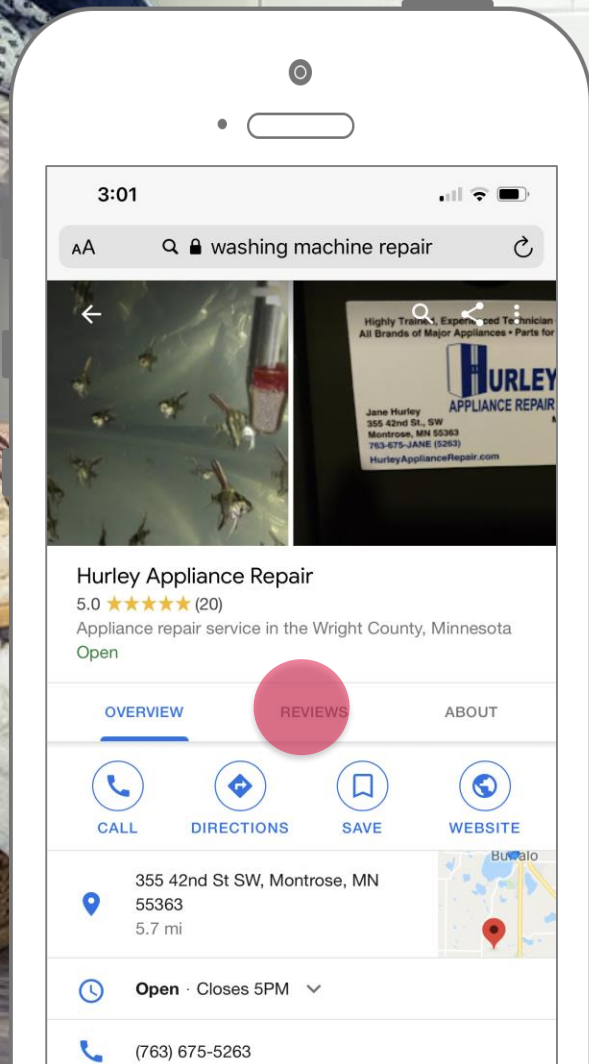 3:01
AA washing machine repair
Highly Trained, Experienced Technician
All Brands of Major Appliances • Parts for
HURLEY
APPLIANCE REPAIR
Jane Hurley
355 42nd St., SW
Montrose, MN 55363
763-675-JANE (5263)
HurleyApplianceRepair.com
Hurley Appliance Repair
5.0 ★★★★★ (20)
Appliance repair service in the Wright County, Minnesota
Open
OVERVIEW REVIEWS ABOUT
CALL DIRECTIONS SAVE WEBSITE
Buffalo
355 42nd St SW, Montrose, MN
55363
5.7 mi
Open · Closes 5PM
(763) 675-5263